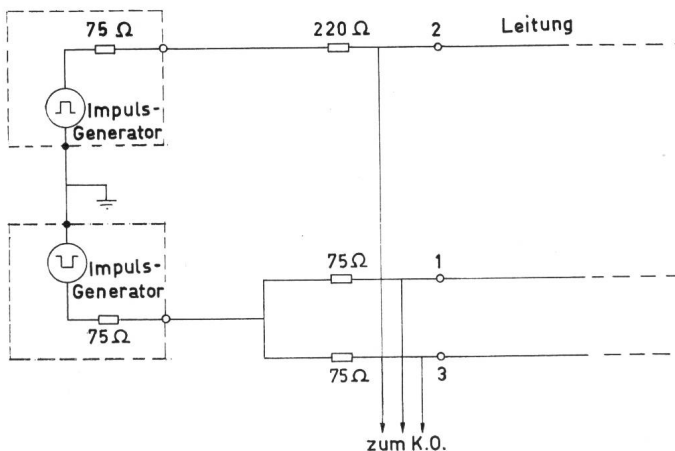 75 Ω
220 Ω
2
Leitung
Impuls-
Generator
Impuls-
Generator
75 Ω
75 Ω
1
75 Ω
3
zum K.O.